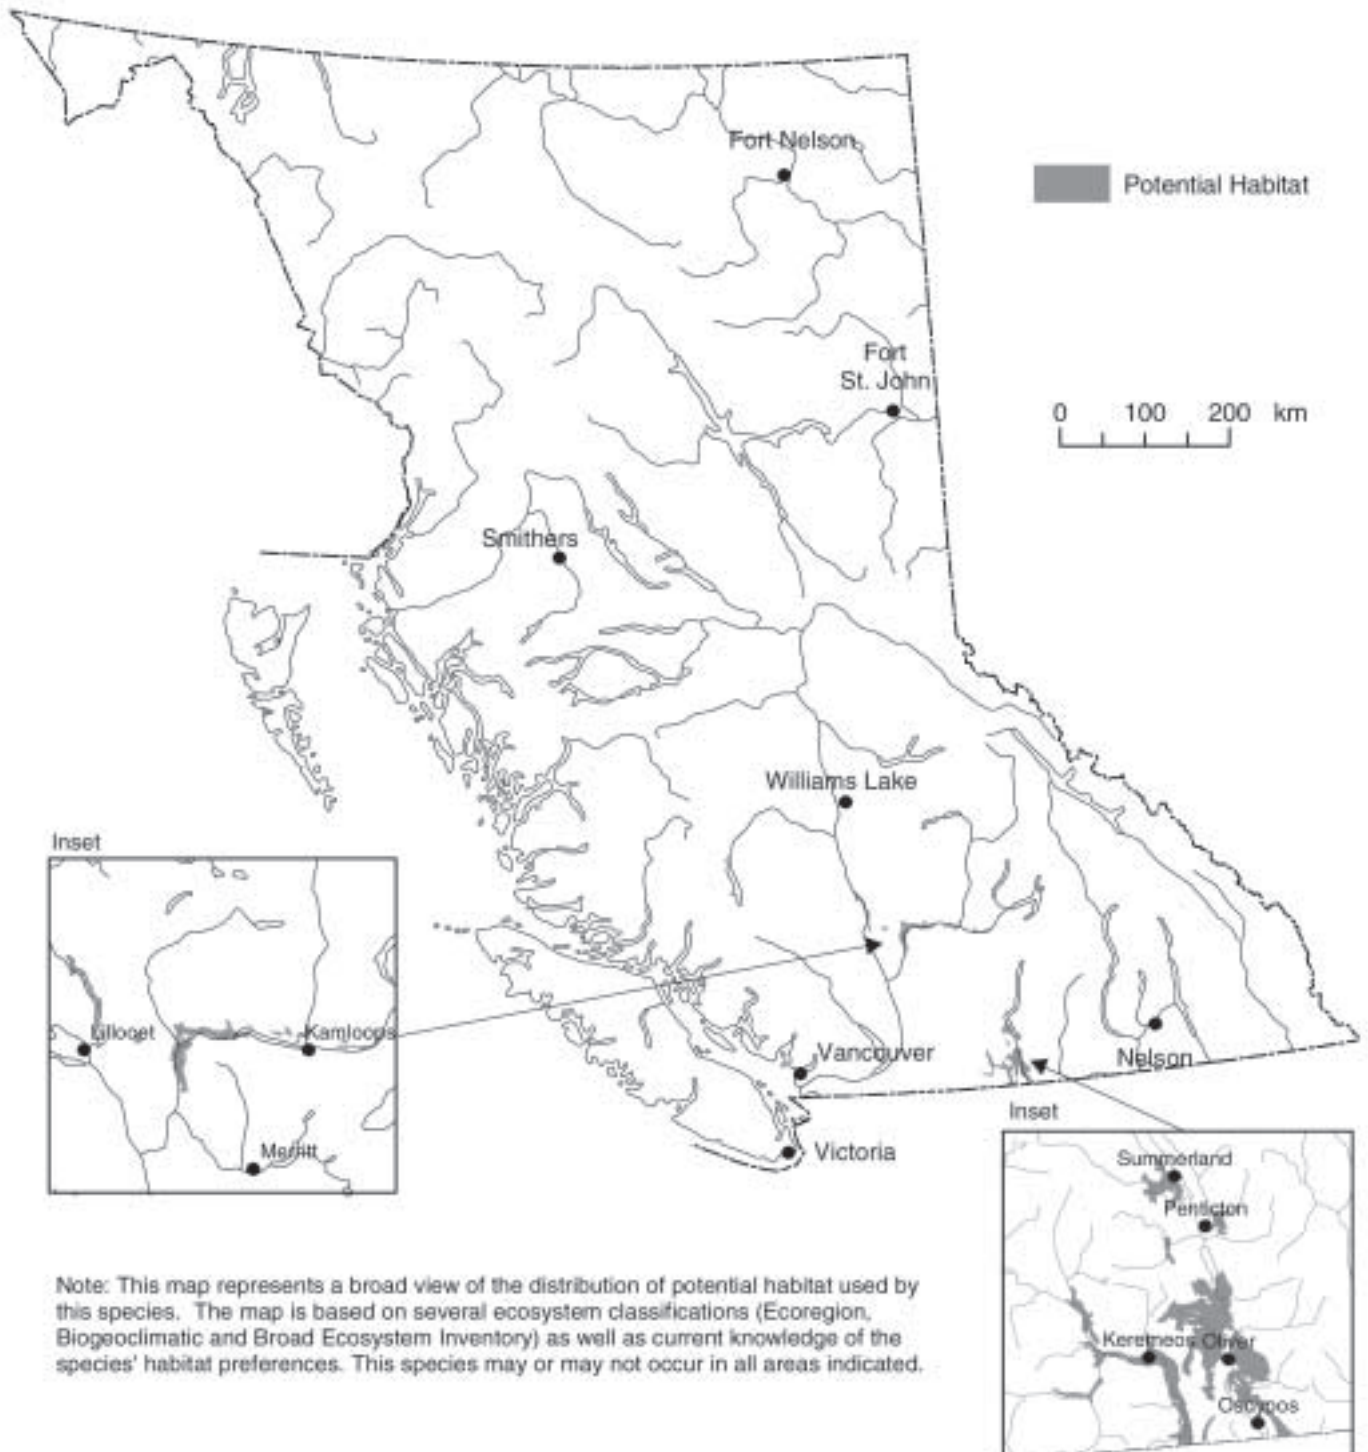 Fort Nelson
Potential Habitat
Fort
St. John
0 100 200 km
Smithers
Williams Lake
Inset
Lillooet
Kamloops
Merritt
Vancouver
Nelson
Victoria
Inset
Summerland
Penticton
Keremeos
Oliver
Osoyoos
Note: This map represents a broad view of the distribution of potential habitat used by
this species. The map is based on several ecosystem classifications (Ecoregion,
Biogeoclimatic and Broad Ecosystem Inventory) as well as current knowledge of the
species' habitat preferences. This species may or may not occur in all areas indicated.